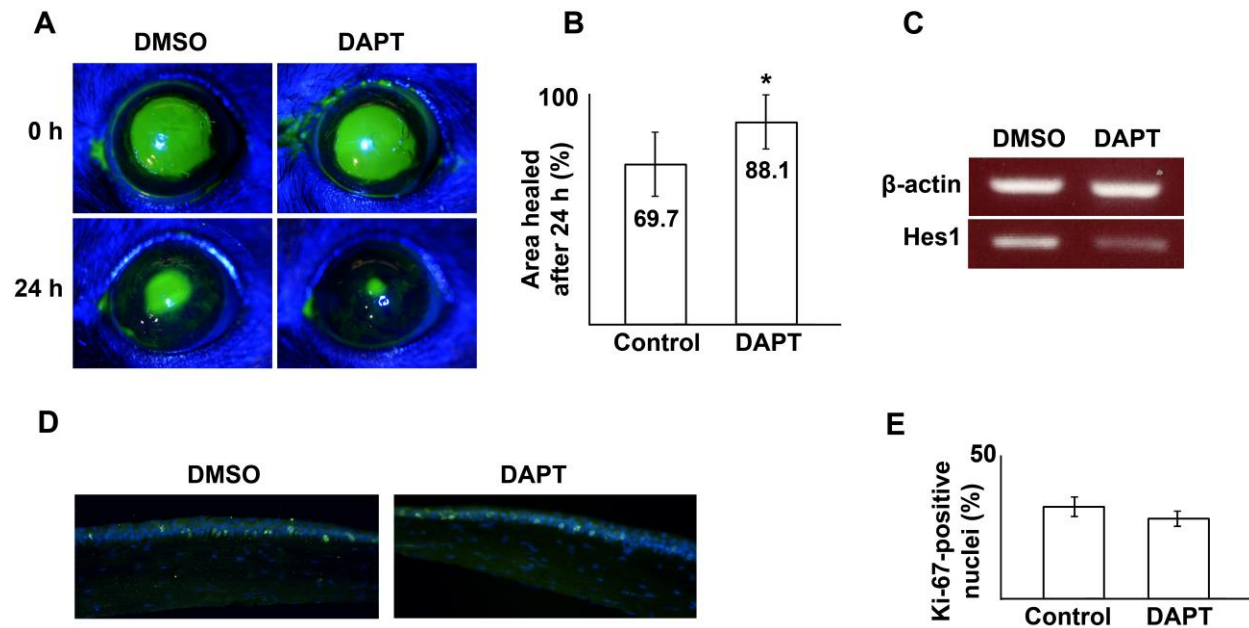 A
DMSO
DAPT
0 h
24 h
B
100
Area healed
after 24 h (%)
*
69.7
88.1
Control
DAPT
C
DMSO
DAPT
β-actin
Hes1
D
DMSO
DAPT
E
50
Ki-67-positive
nuclei (%)
Control
DAPT